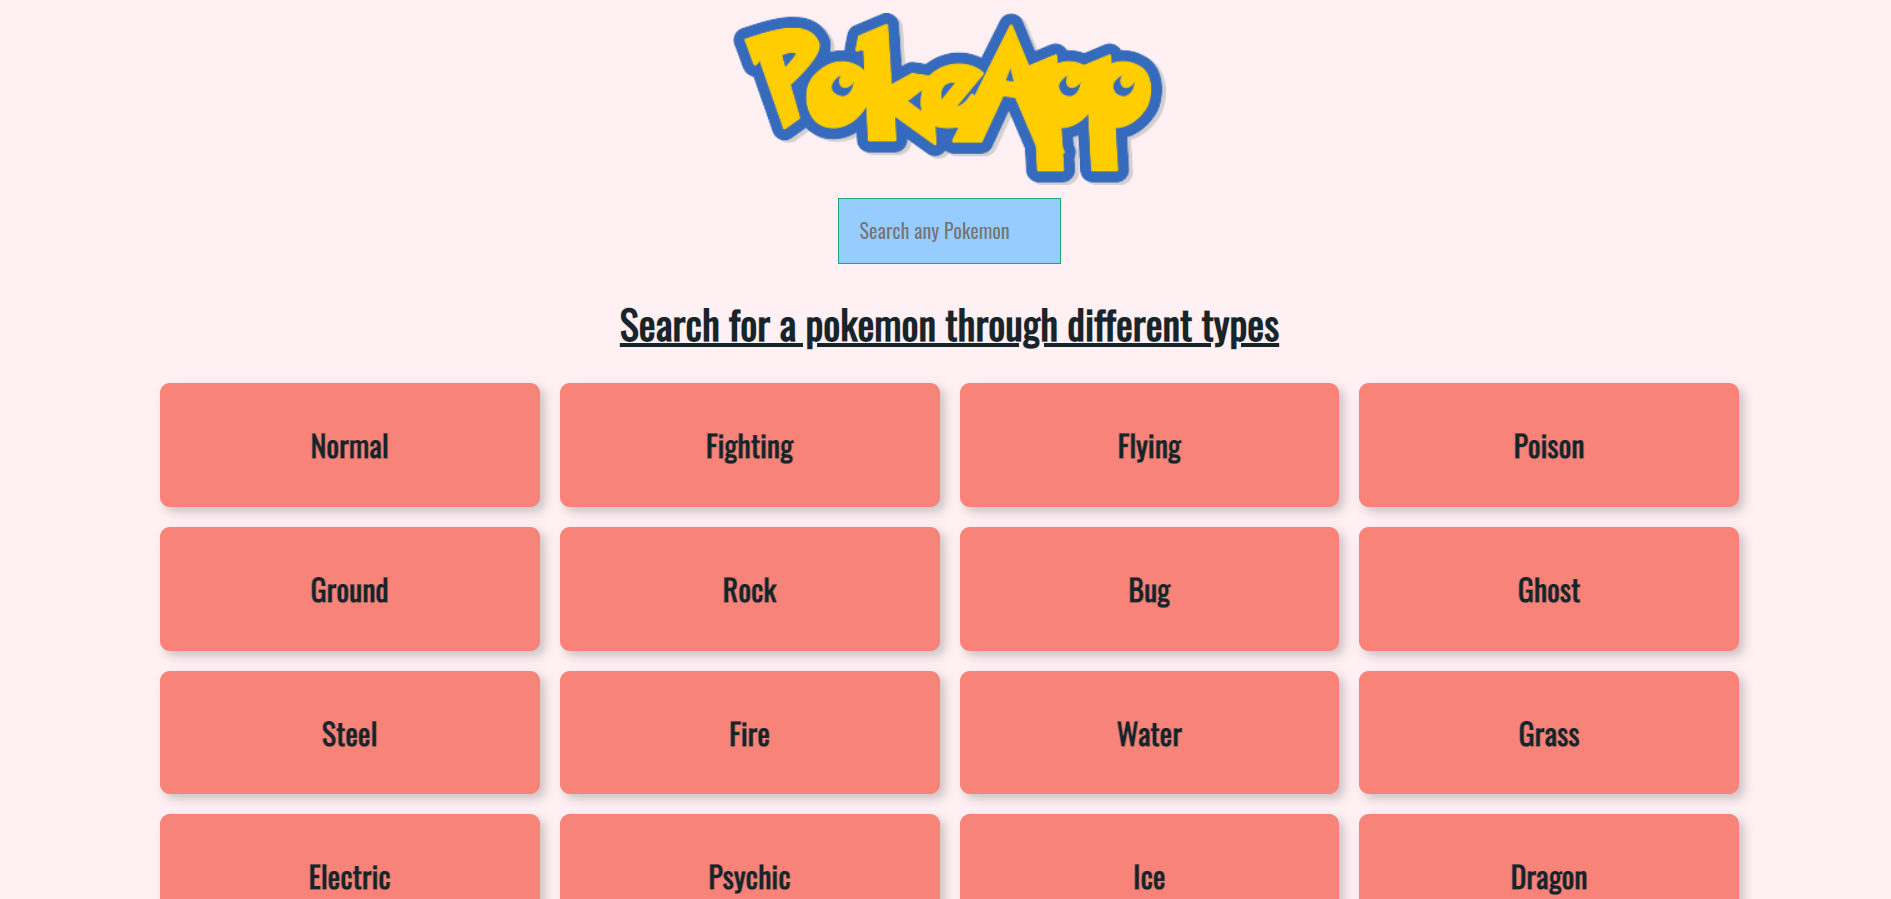 PokeApp
Search any Pokemon
Search for a pokemon through different types
Normal Fighting Flying Poison
Ground Rock Bug Ghost
Steel Fire Water Grass
Electric Psychic Ice Dragon